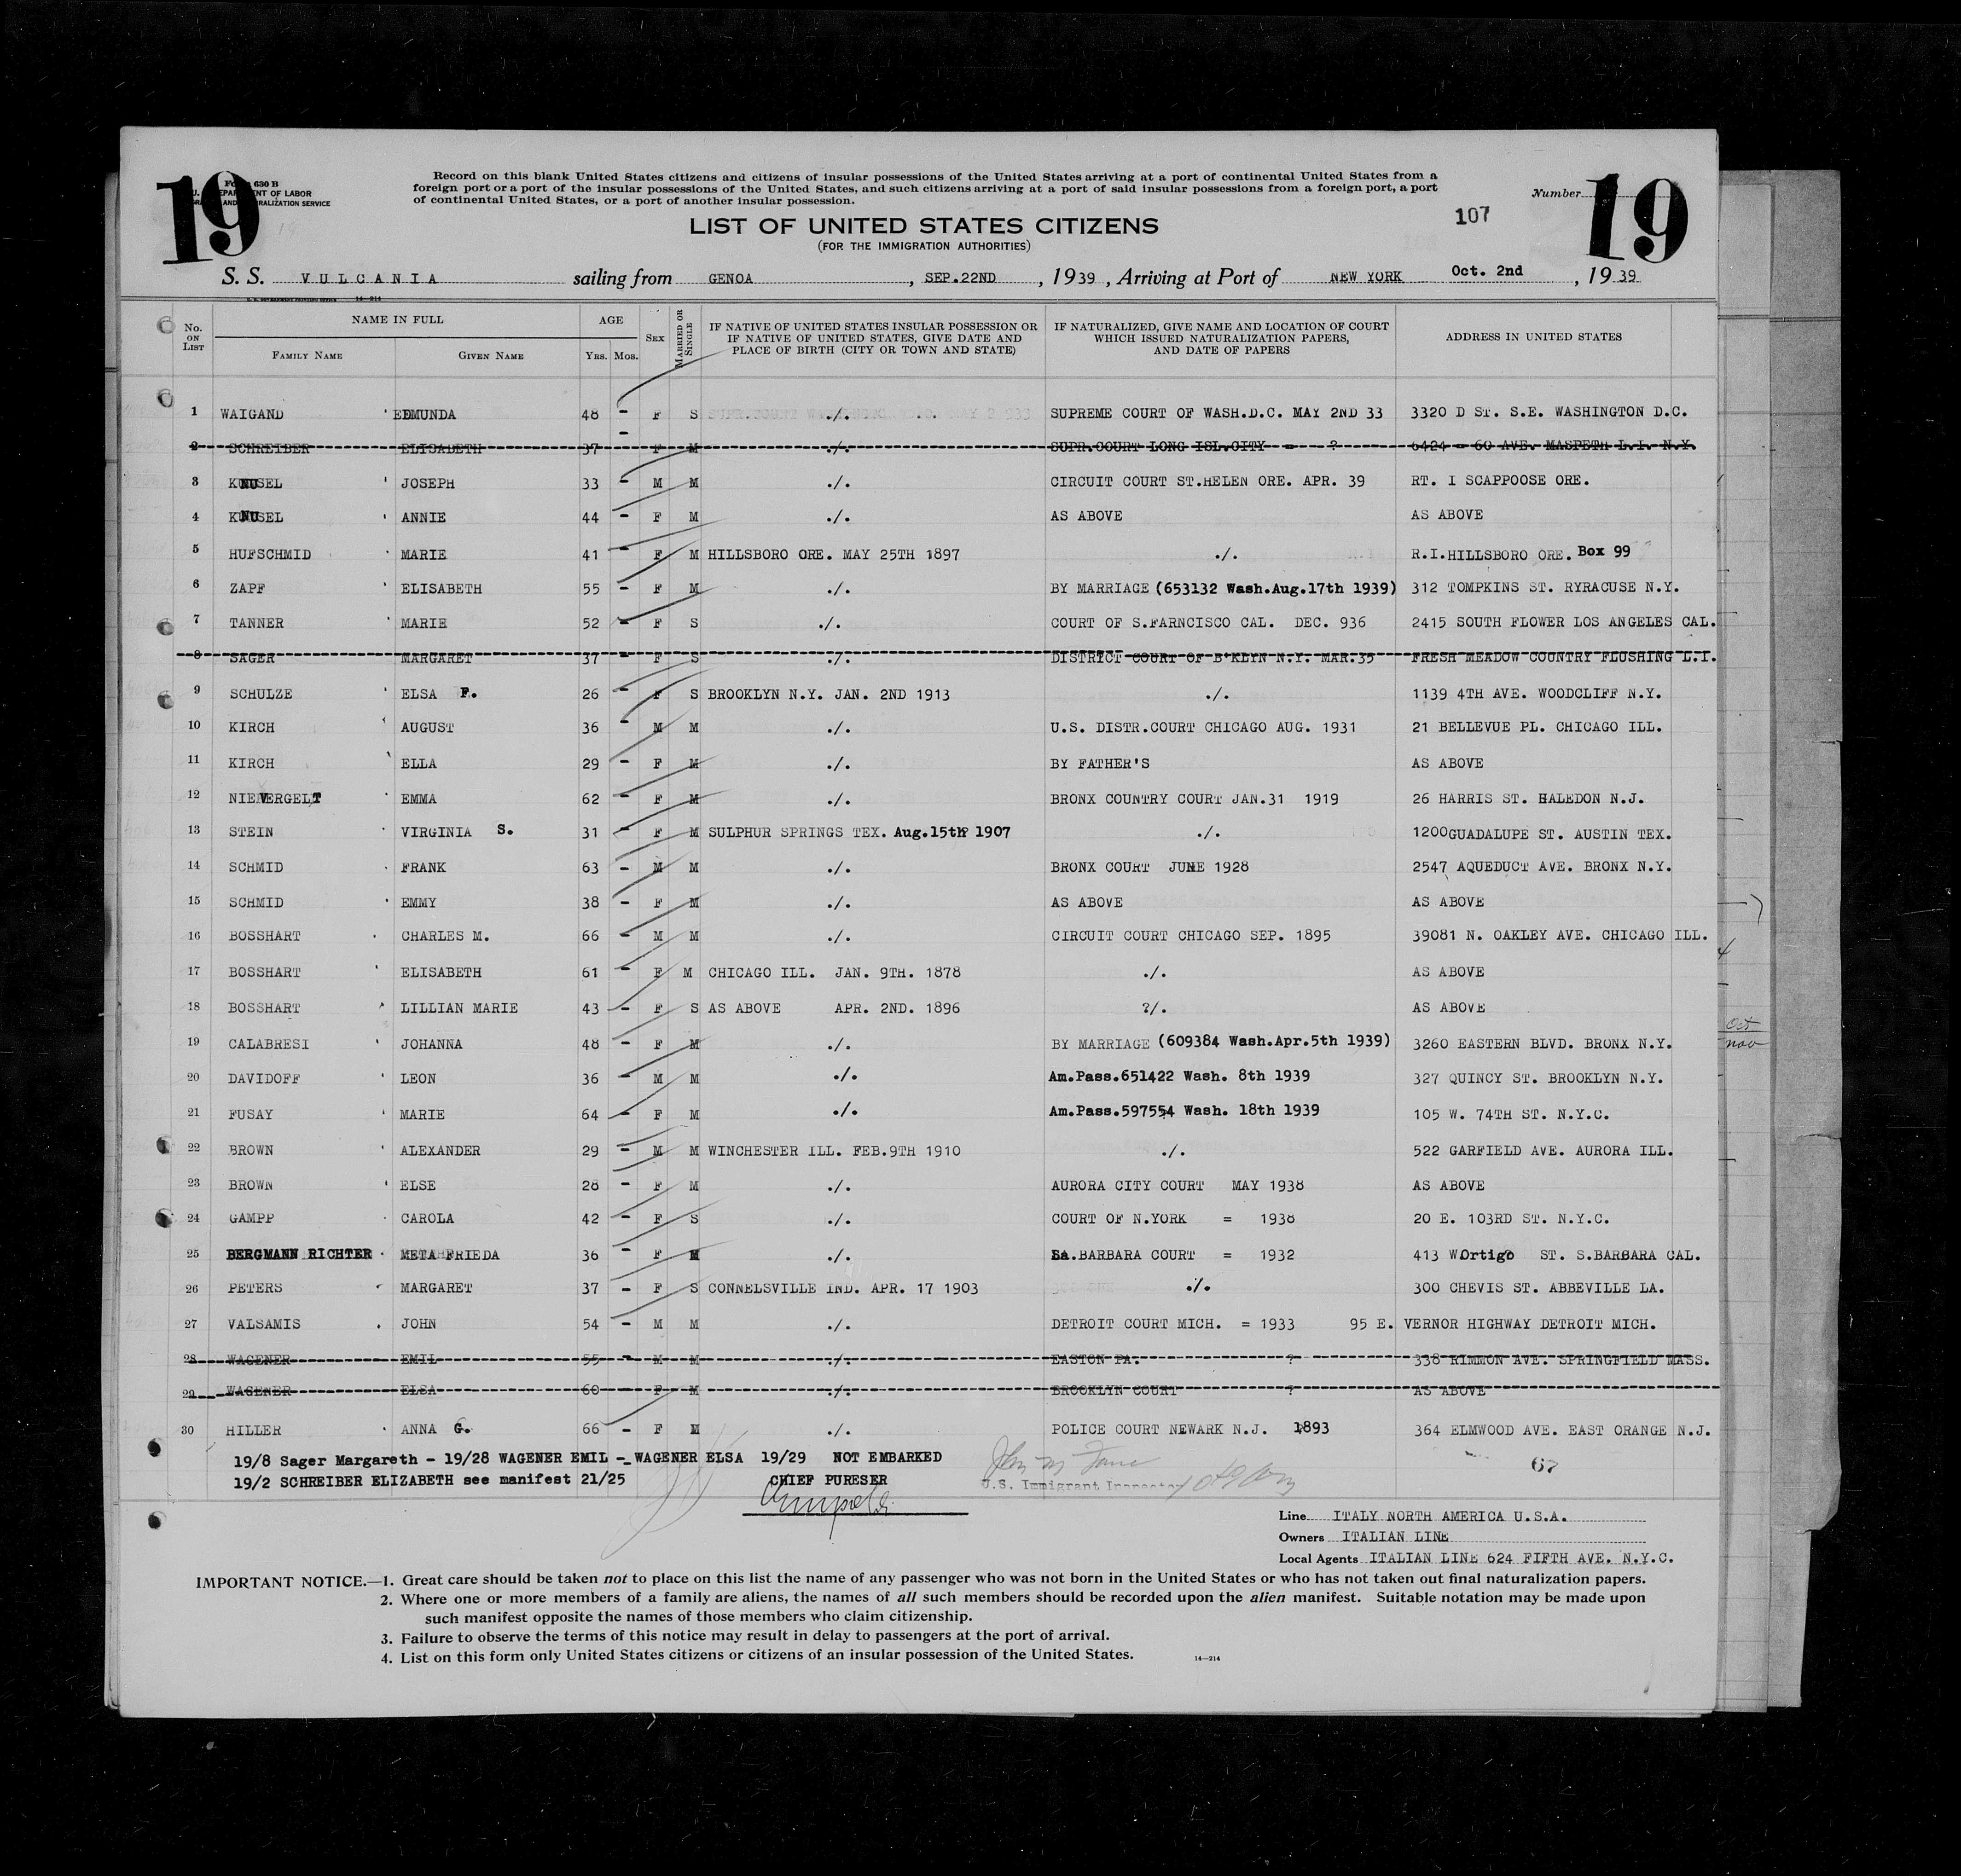 19
Form 630 B
U.S. DEPARTMENT OF LABOR
IMMIGRATION AND NATURALIZATION SERVICE
Record on this blank United States citizens and citizens of insular possessions of the United States arriving at a port of continental United States from a
foreign port or a port of the insular possessions of the United States, and such citizens arriving at a port of said insular possessions from a foreign port, a port
of continental United States, or a port of another insular possession.
Number 19
107
LIST OF UNITED STATES CITIZENS
(FOR THE IMMIGRATION AUTHORITIES)
S. S. VULCANIA sailing from GENOA, SEP.22ND, 1939, Arriving at Port of NEW YORK Oct. 2nd, 1939
U. S. GOVERNMENT PRINTING OFFICE 14—214
No. ON LIST NAME IN FULL FAMILY NAME GIVEN NAME AGE YRS. MOS. SEX MARRIED OR SINGLE IF NATIVE OF UNITED STATES INSULAR POSSESSION OR IF NATIVE OF UNITED STATES, GIVE DATE AND PLACE OF BIRTH (CITY OR TOWN AND STATE) IF NATURALIZED, GIVE NAME AND LOCATION OF COURT WHICH ISSUED NATURALIZATION PAPERS, AND DATE OF PAPERS ADDRESS IN UNITED STATES
1 WAIGAND EDMUNDA 48 - F S ./. SUPREME COURT OF WASH.D.C. MAY 2ND 33 3320 D ST. S.E. WASHINGTON D.C.
2 SCHREIBER ELISABETH 37 - F M ./. SUPR.COURT LONG ISL.CITY = ? 6424 - 60 AVE. MASPETH L.I. N.Y.
3 KNUSEL JOSEPH 33 - M M ./. CIRCUIT COURT ST.HELEN ORE. APR. 39 RT. I SCAPPOOSE ORE.
4 KNUSEL ANNIE 44 - F M ./. AS ABOVE AS ABOVE
5 HUFSCHMID MARIE 41 - F M HILLSBORO ORE. MAY 25TH 1897 ./. R.I.HILLSBORO ORE. Box 99
6 ZAPF ELISABETH 55 - F M ./. BY MARRIAGE (653132 Wash.Aug.17th 1939) 312 TOMPKINS ST. RYRACUSE N.Y.
7 TANNER MARIE 52 - F S ./. COURT OF S.FARNCISCO CAL. DEC. 936 2415 SOUTH FLOWER LOS ANGELES CAL.
8 SAGER MARGARET 37 - F S ./. DISTRICT COURT OF B'KLYN N.Y. MAR.35 FRESH MEADOW COUNTRY FLUSHING L.I.
9 SCHULZE ELSA F. 26 - F S BROOKLYN N.Y. JAN. 2ND 1913 ./. 1139 4TH AVE. WOODCLIFF N.Y.
10 KIRCH AUGUST 36 - M M ./. U.S. DISTR.COURT CHICAGO AUG. 1931 21 BELLEVUE PL. CHICAGO ILL.
11 KIRCH ELLA 29 - F M ./. BY FATHER'S AS ABOVE
12 NIEVERGELT EMMA 62 - F M ./. BRONX COUNTRY COURT JAN.31 1919 26 HARRIS ST. HALEDON N.J.
13 STEIN VIRGINIA S. 31 - F M SULPHUR SPRINGS TEX. Aug.15th 1907 ./. 1200GUADALUPE ST. AUSTIN TEX.
14 SCHMID FRANK 63 - M M ./. BRONX COURT JUNE 1928 2547 AQUEDUCT AVE. BRONX N.Y.
15 SCHMID EMMY 38 - F M ./. AS ABOVE AS ABOVE
16 BOSSHART CHARLES M. 66 - M M ./. CIRCUIT COURT CHICAGO SEP. 1895 39081 N. OAKLEY AVE. CHICAGO ILL.
17 BOSSHART ELISABETH 61 - F M CHICAGO ILL. JAN. 9TH. 1878 ./. AS ABOVE
18 BOSSHART LILLIAN MARIE 43 - F S AS ABOVE APR. 2ND. 1896 ?/. AS ABOVE
19 CALABRESI JOHANNA 48 - F M ./. BY MARRIAGE (609384 Wash.Apr.5th 1939) 3260 EASTERN BLVD. BRONX N.Y.
20 DAVIDOFF LEON 36 - M M ./. Am.Pass.651422 Wash. 8th 1939 327 QUINCY ST. BROOKLYN N.Y.
21 FUSAY MARIE 64 - F M ./. Am.Pass.597554 Wash. 18th 1939 105 W. 74TH ST. N.Y.C.
22 BROWN ALEXANDER 29 - M M WINCHESTER ILL. FEB.9TH 1910 ./. 522 GARFIELD AVE. AURORA ILL.
23 BROWN ELSE 28 - F M ./. AURORA CITY COURT MAY 1938 AS ABOVE
24 GAMPP CAROLA 42 - F S ./. COURT OF N.YORK = 1938 20 E. 103RD ST. N.Y.C.
25 BERGMANN RICHTER META FRIEDA 36 - F M ./. Sa.BARBARA COURT = 1932 413 W Ortigo ST. S.BARBARA CAL.
26 PETERS MARGARET 37 - F S CONNELSVILLE IND. APR. 17 1903 ./. 300 CHEVIS ST. ABBEVILLE LA.
27 VALSAMIS JOHN 54 - M M ./. DETROIT COURT MICH. = 1933 95 E. VERNOR HIGHWAY DETROIT MICH.
28 WAGENER EMIL 55 - M M ./. EASTON PA. ? 338 RIMMON AVE. SPRINGFIELD MASS.
29 WAGENER ELSA 60 - F M ./. BROOKLYN COURT ? AS ABOVE
30 HILLER ANNA G. 66 - F M ./. POLICE COURT NEWARK N.J. 1893 364 ELMWOOD AVE. EAST ORANGE N.J.
19/8 Sager Margareth - 19/28 WAGENER EMIL - WAGENER ELSA 19/29 NOT EMBARKED
19/2 SCHREIBER ELIZABETH see manifest 21/25 CHIEF PURESER
U.S. Immigrant Inspector
67
Oct
nov
Line ITALY NORTH AMERICA U.S.A.
Owners ITALIAN LINE
Local Agents ITALIAN LINE 624 FIFTH AVE. N.Y.C.
IMPORTANT NOTICE.—1. Great care should be taken not to place on this list the name of any passenger who was not born in the United States or who has not taken out final naturalization papers.
2. Where one or more members of a family are aliens, the names of all such members should be recorded upon the alien manifest. Suitable notation may be made upon
such manifest opposite the names of those members who claim citizenship.
3. Failure to observe the terms of this notice may result in delay to passengers at the port of arrival.
4. List on this form only United States citizens or citizens of an insular possession of the United States. 14—214